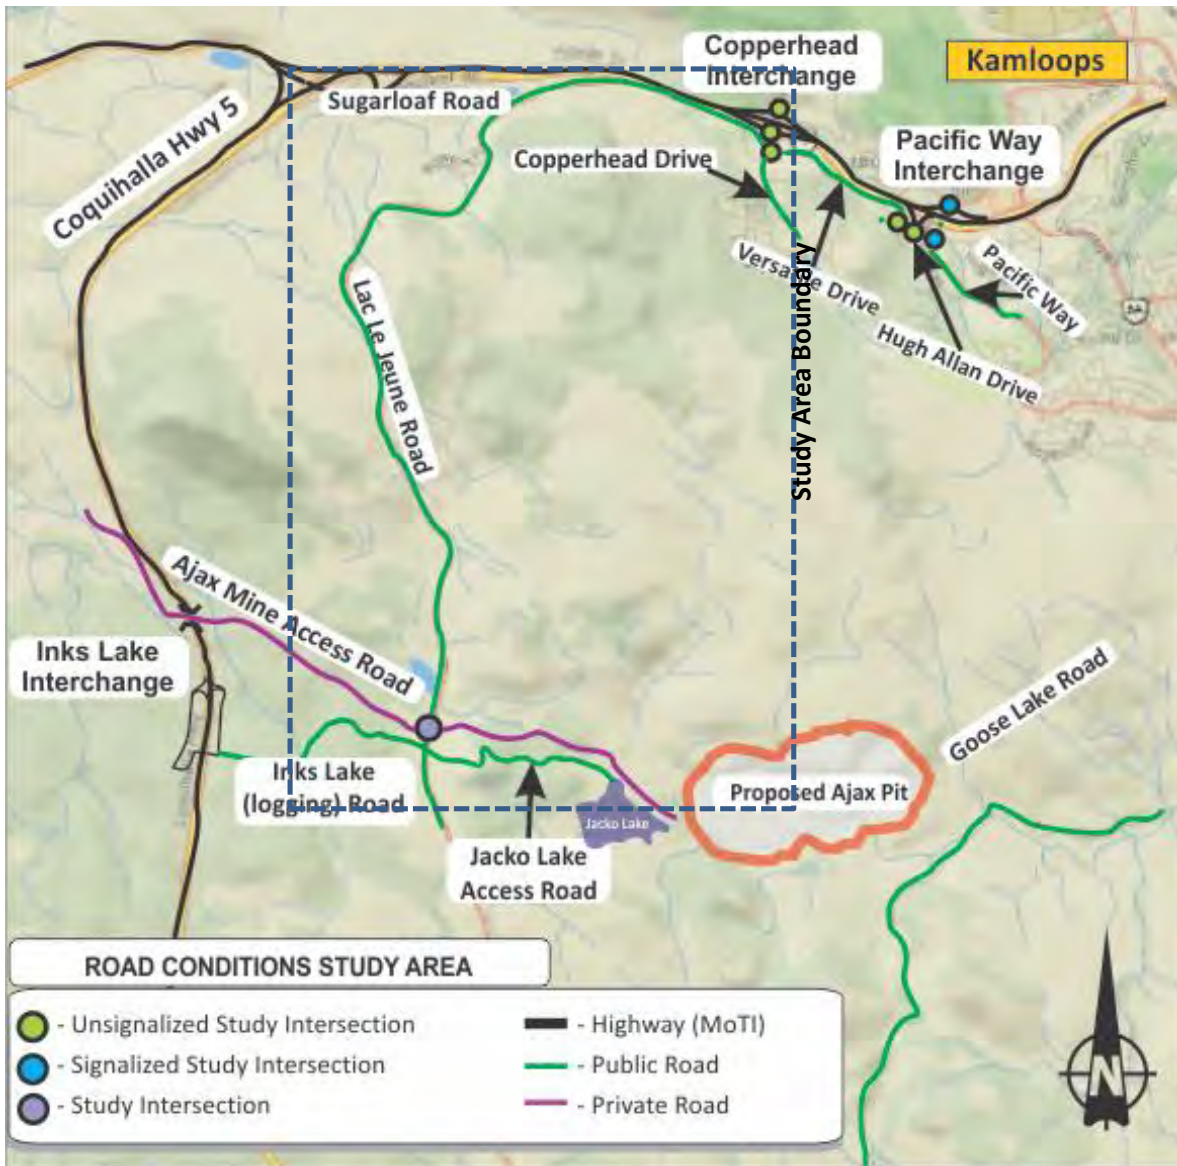 Copperhead
Interchange
Kamloops
Sugarloaf Road
Coquihalla Hwy 5
Copperhead Drive
Pacific Way
Interchange
Drive
Pacific Way
Hugh Allan Drive
Study Area Boundary
Lac Le Jeune Road
Ajax Mine Access Road
Inks Lake
Interchange
Goose Lake Road
Inks Lake
(logging) Road
Proposed Ajax Pit
Jacko Lake
Jacko Lake
Access Road
ROAD CONDITIONS STUDY AREA
- Unsignalized Study Intersection
- Signalized Study Intersection
- Study Intersection
- Highway (MoTI)
- Public Road
- Private Road
N